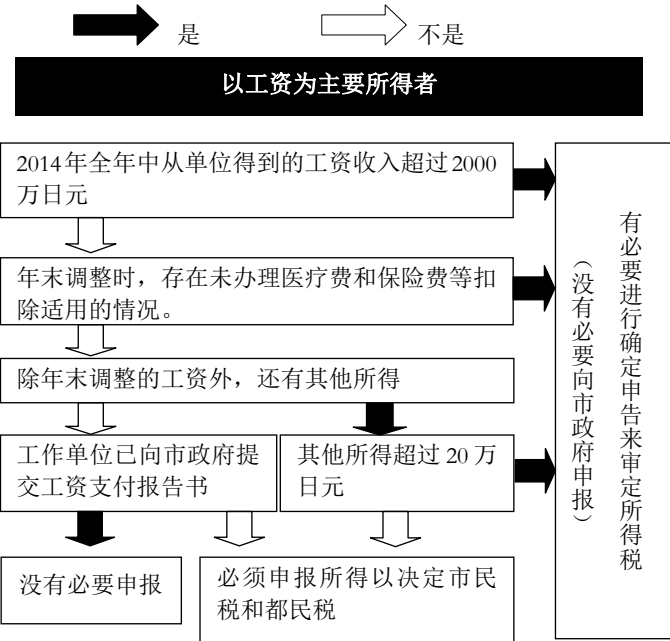 是
不是
以工资为主要所得者
2014年全年中从单位得到的工资收入超过2000
万日元
年末调整时，存在未办理医疗费和保险费等扣
除适用的情况。
除年末调整的工资外，还有其他所得
工作单位已向市政府提
交工资支付报告书
其他所得超过20万
日元
没有必要申报
必须申报所得以决定市民
税和都民税
有必要进行确定申告来审定所得税
（没有必要向市政府申报）